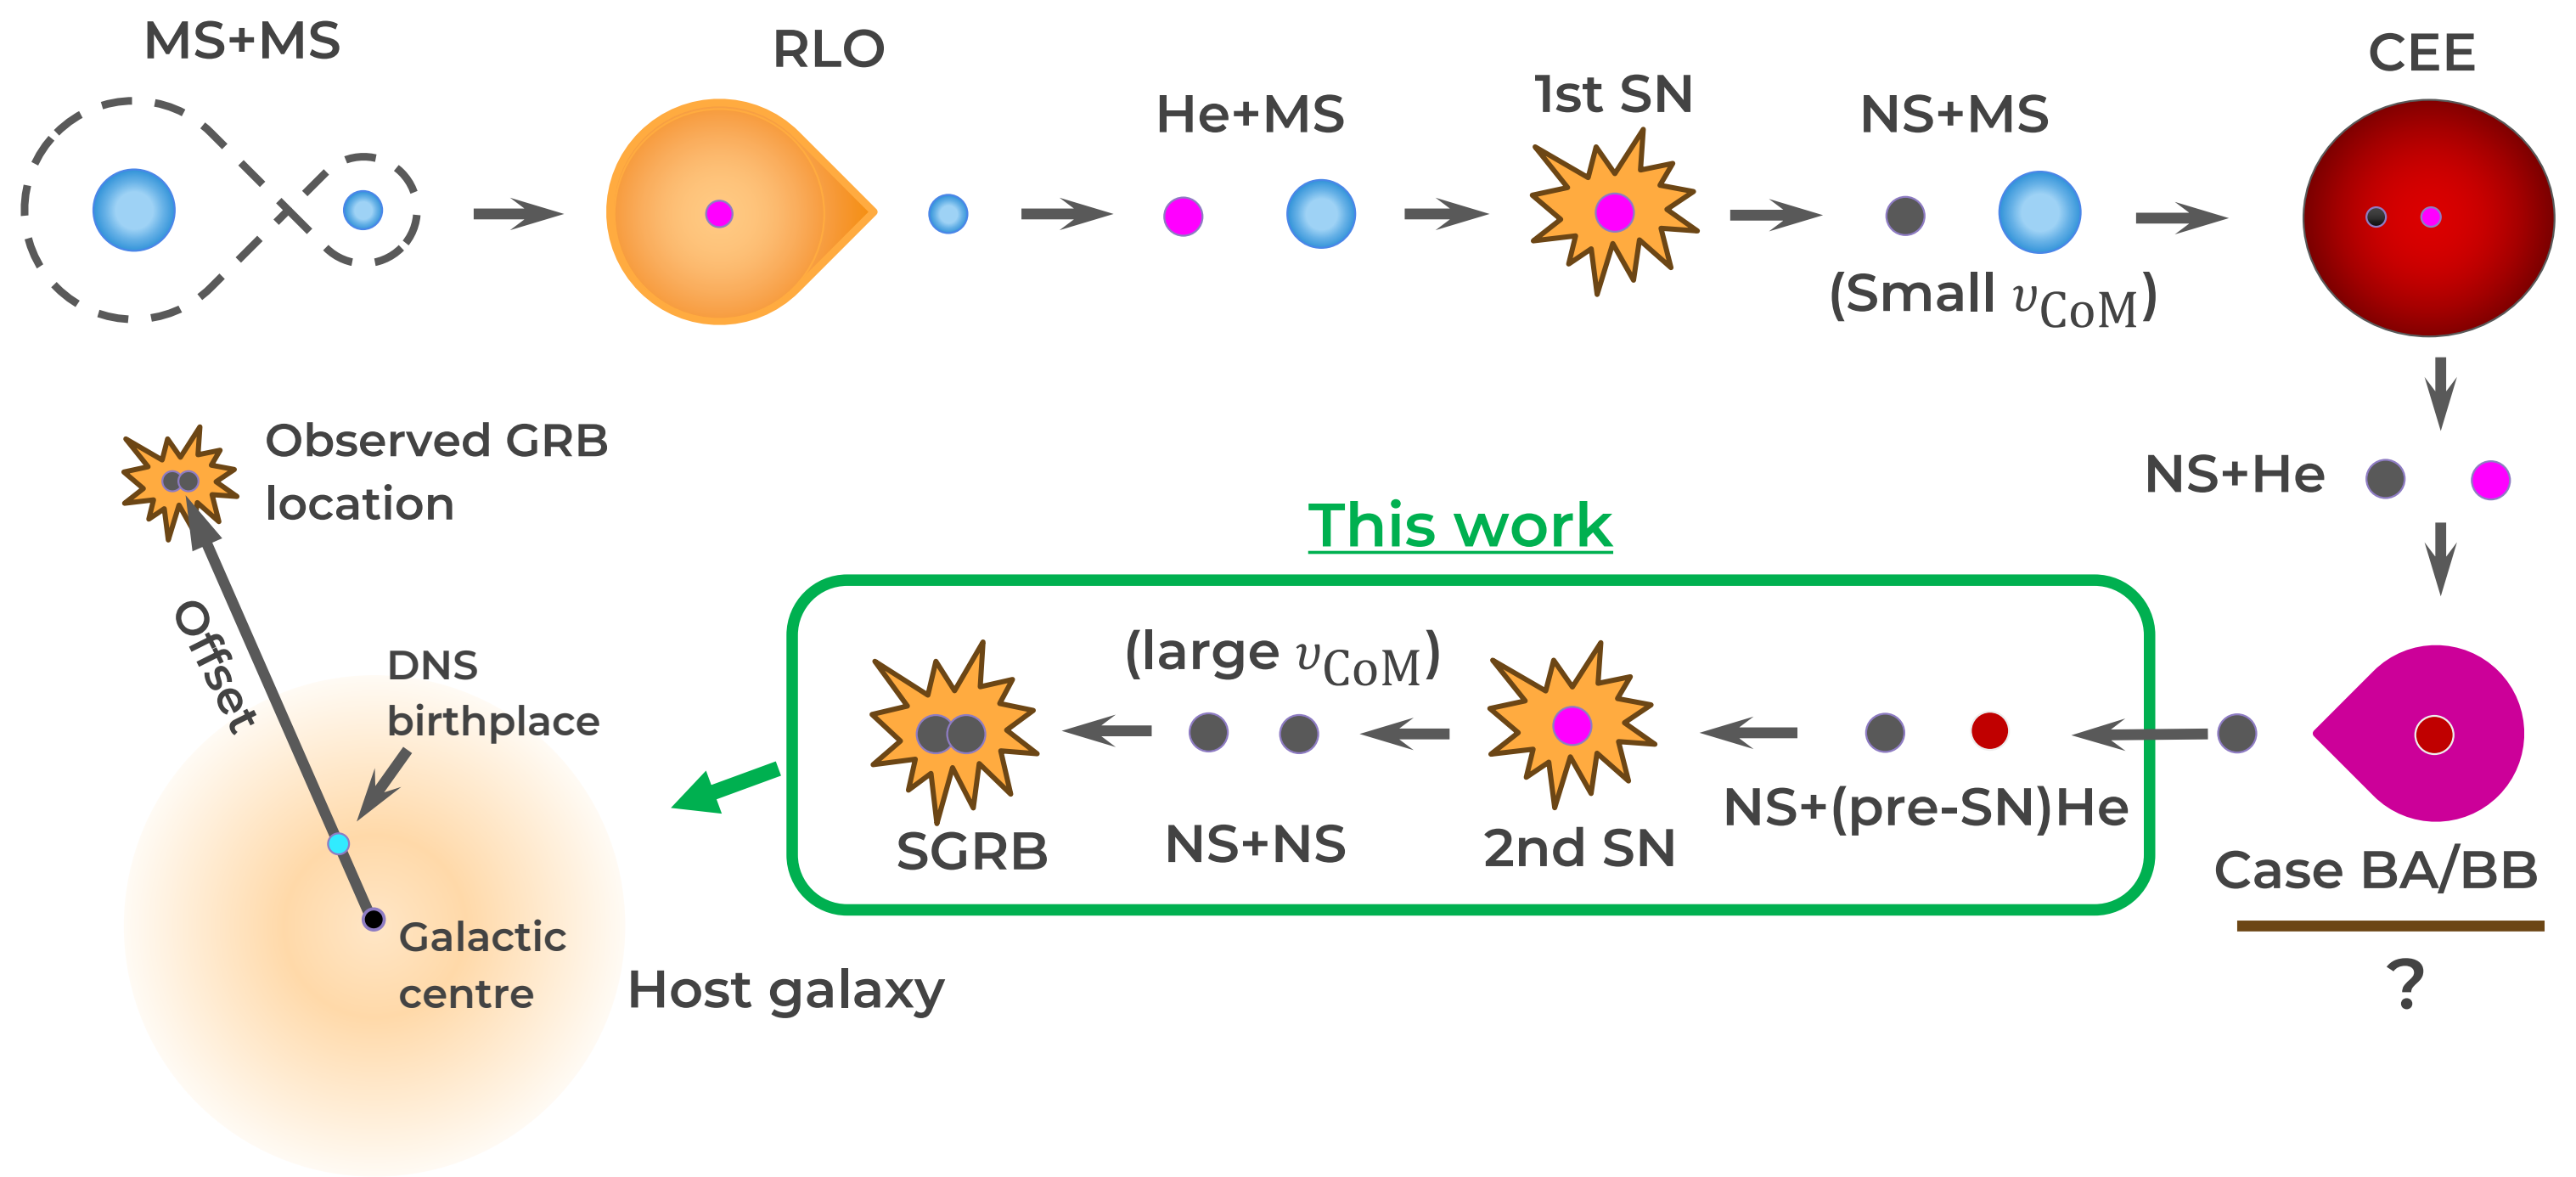 MS+MS
RLO
He+MS
1st SN
NS+MS
(Small 𝜐CoM)
CEE
NS+He
Case BA/BB
?
This work
NS+(pre-SN)He
2nd SN
(large 𝜐CoM)
NS+NS
SGRB
Observed GRB
location
Offset
DNS
birthplace
Galactic
centre
Host galaxy